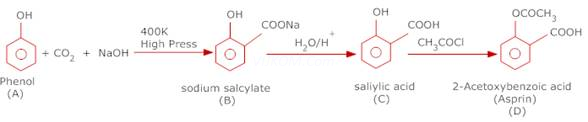 OH
+ CO₂ + NaOH
Phenol
(A)
400K
High Press
OH
COONa
sodium salcylate
(B)
H₂O/H⁺
OH
COOH
saliylic acid
(C)
CH₃COCl
OCOCH₃
COOH
2-Acetoxybenzoic acid
(Asprin)
(D)